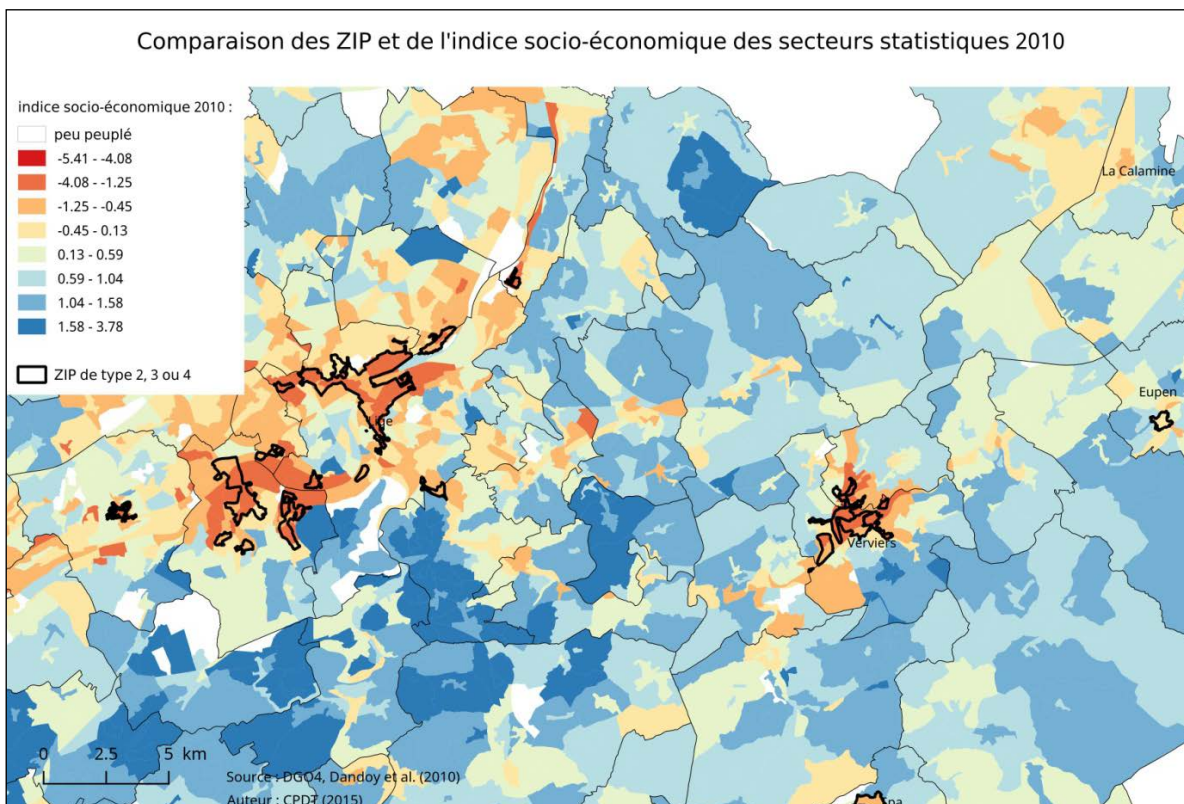 Comparaison des ZIP et de l'indice socio-économique des secteurs statistiques 2010
indice socio-économique 2010 :
peu peuplé
-5.41 - -4.08
-4.08 - -1.25
-1.25 - -0.45
-0.45 - 0.13
0.13 - 0.59
0.59 - 1.04
1.04 - 1.58
1.58 - 3.78
ZIP de type 2, 3 ou 4
La Calamine
Eupen
Verviers
0 2.5 5 km
Source : DGO4, Dandoy et al. (2010)
Auteur : CPDT (2015)